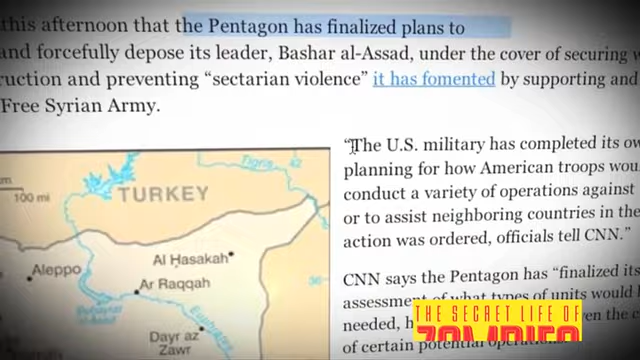 this afternoon that the Pentagon has finalized plans to
and forcefully depose its leader, Bashar al-Assad, under the cover of securing
ruction and preventing “sectarian violence” it has fomented by supporting and
Free Syrian Army.
“The U.S. military has completed its
planning for how American troops
conduct a variety of operations against
or to assist neighboring countries in the
action was ordered, officials tell CNN.”
CNN says the Pentagon has “finalized its
assessment of what types of units would
needed,
of certain potential operations
100 mi
Tigris
TURKEY
Al Hasakah
Aleppo
Ar Raqqah
Euphrates
Dayr az
Zawr
THE SECRET LIFE OF
ZOMBIES